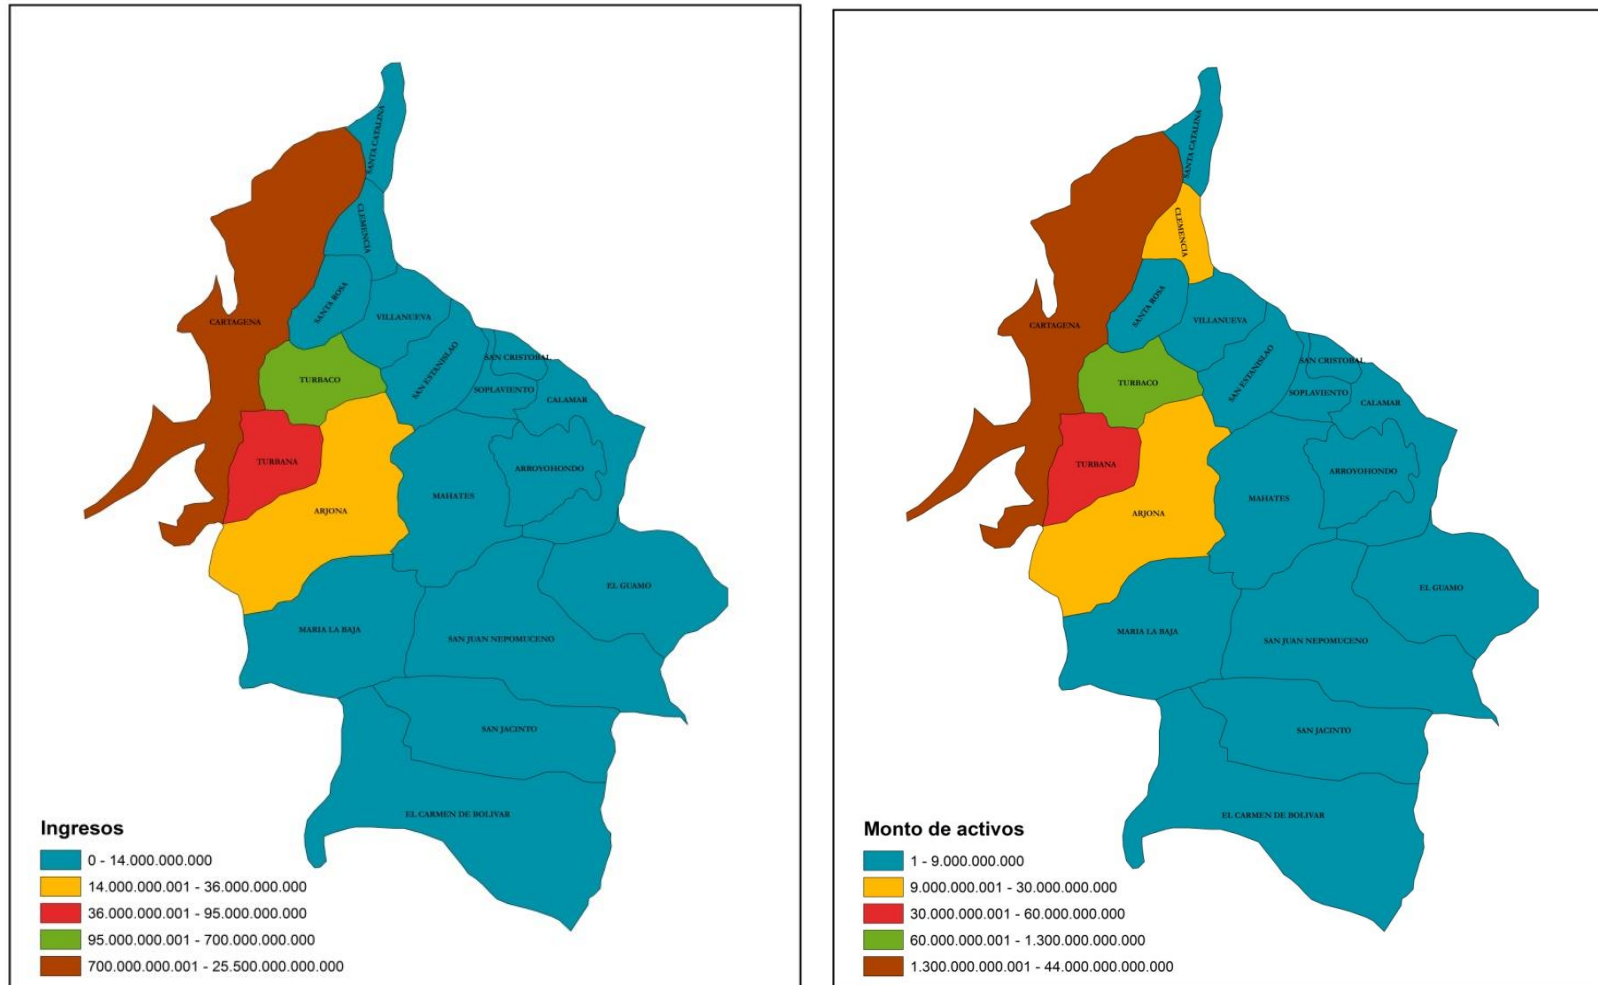 SANTA CATALINA
CLEMENCIA
SANTA ROSA
CARTAGENA
VILLANUEVA
SAN ESTANISLAO
SAN CRISTOBAL
TURBACO
SOPLAVIENTO
CALAMAR
TURBANA
ARROYOHONDO
MAHATES
ARJONA
EL GUAMO
MARIA LA BAJA
SAN JUAN NEPOMUCENO
SAN JACINTO
EL CARMEN DE BOLIVAR
Ingresos
0 - 14.000.000.000
14.000.000.001 - 36.000.000.000
36.000.000.001 - 95.000.000.000
95.000.000.001 - 700.000.000.000
700.000.000.001 - 25.500.000.000.000
SANTA CATALINA
CLEMENCIA
SANTA ROSA
CARTAGENA
VILLANUEVA
SAN ESTANISLAO
SAN CRISTOBAL
TURBACO
SOPLAVIENTO
CALAMAR
TURBANA
ARROYOHONDO
MAHATES
ARJONA
EL GUAMO
MARIA LA BAJA
SAN JUAN NEPOMUCENO
SAN JACINTO
EL CARMEN DE BOLIVAR
Monto de activos
1 - 9.000.000.000
9.000.000.001 - 30.000.000.000
30.000.000.001 - 60.000.000.000
60.000.000.001 - 1.300.000.000.000
1.300.000.000.001 - 44.000.000.000.000